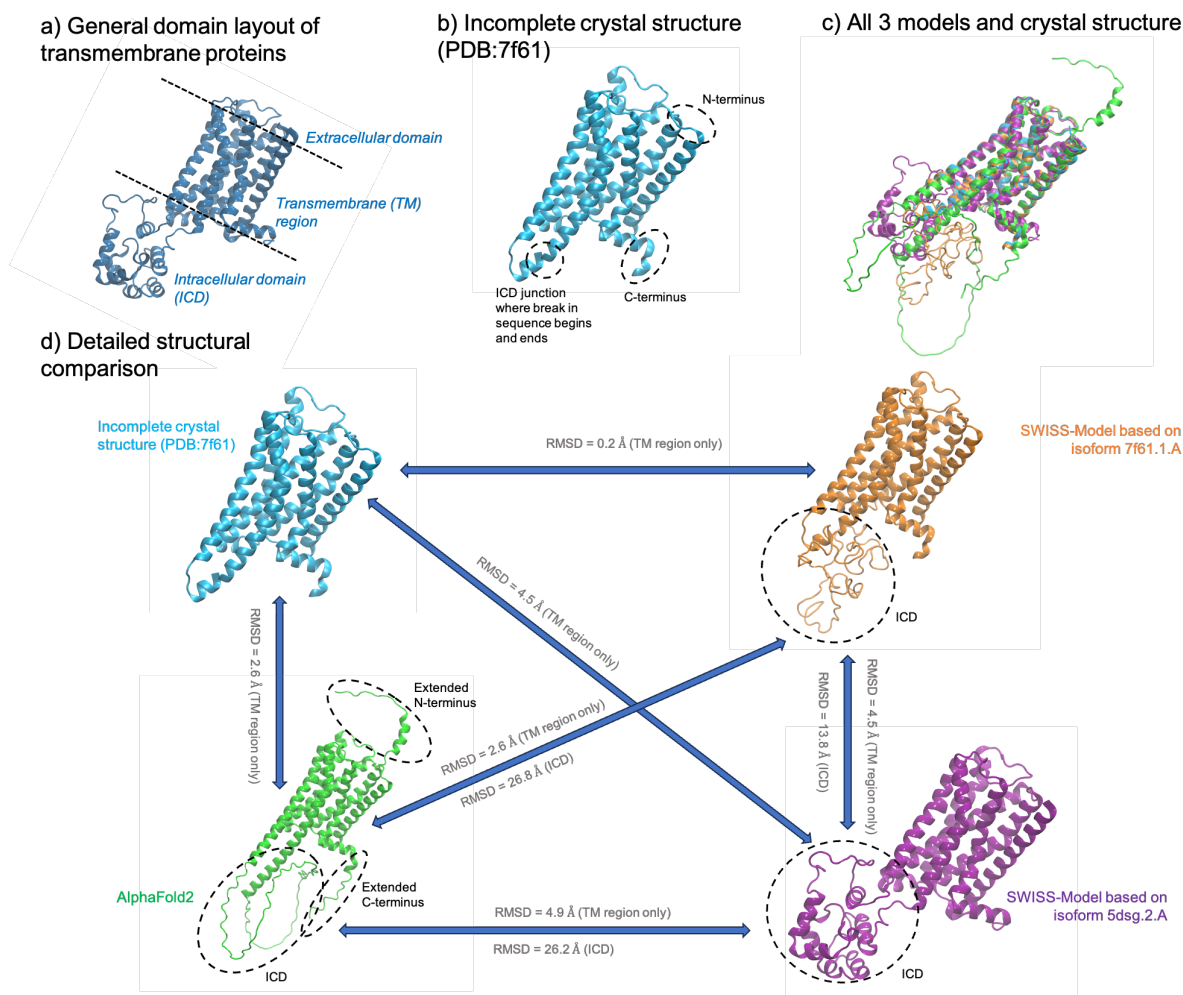 a) General domain layout of
transmembrane proteins
Extracellular domain
Transmembrane (TM)
region
Intracellular domain
(ICD)
b) Incomplete crystal structure
(PDB:7f61)
N-terminus
ICD junction
where break in
sequence begins
and ends
C-terminus
c) All 3 models and crystal structure
d) Detailed structural
comparison
Incomplete crystal
structure (PDB:7f61)
RMSD = 0.2 Å (TM region only)
SWISS-Model based on
isoform 7f61.1.A
ICD
RMSD = 4.5 Å (TM region only)
RMSD = 2.6 Å (TM region only)
RMSD = 2.6 Å (TM region only)
RMSD = 26.8 Å (ICD)
RMSD = 4.5 Å (TM region only)
RMSD = 13.8 Å (ICD)
Extended
N-terminus
AlphaFold2
Extended
C-terminus
ICD
RMSD = 4.9 Å (TM region only)
RMSD = 26.2 Å (ICD)
SWISS-Model based on
isoform 5dsg.2.A
ICD